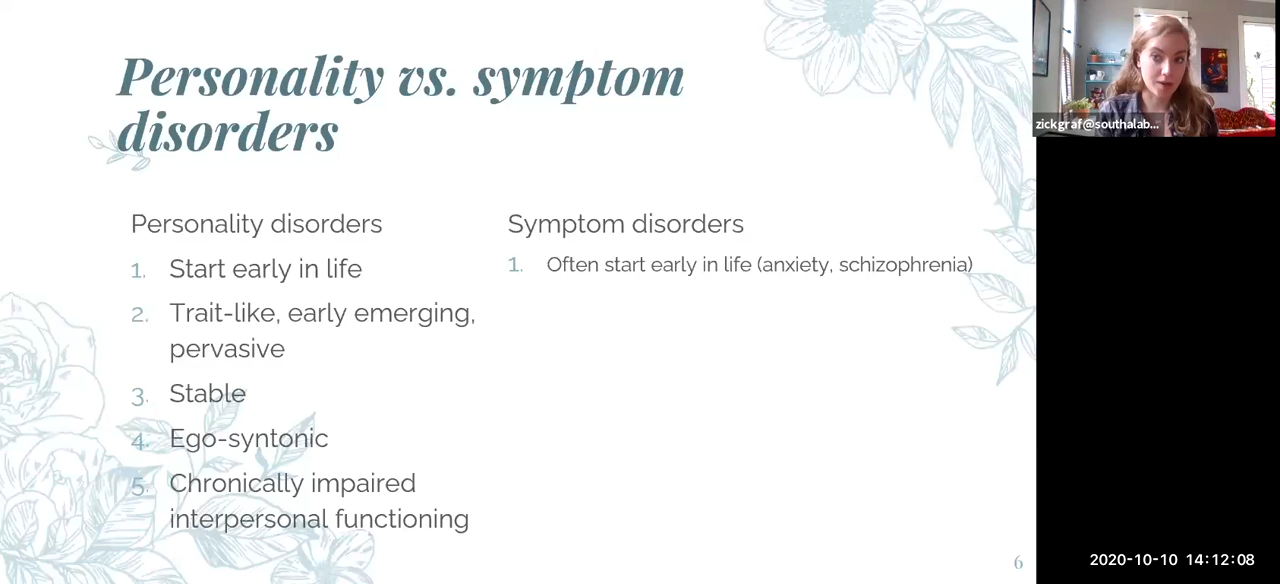 Personality vs. symptom
disorders
Personality disorders
1. Start early in life
2. Trait-like, early emerging,
pervasive
3. Stable
4. Ego-syntonic
5. Chronically impaired
interpersonal functioning
Symptom disorders
1. Often start early in life (anxiety, schizophrenia)
6
zickgraf@southalab...
2020-10-10 14:12:08